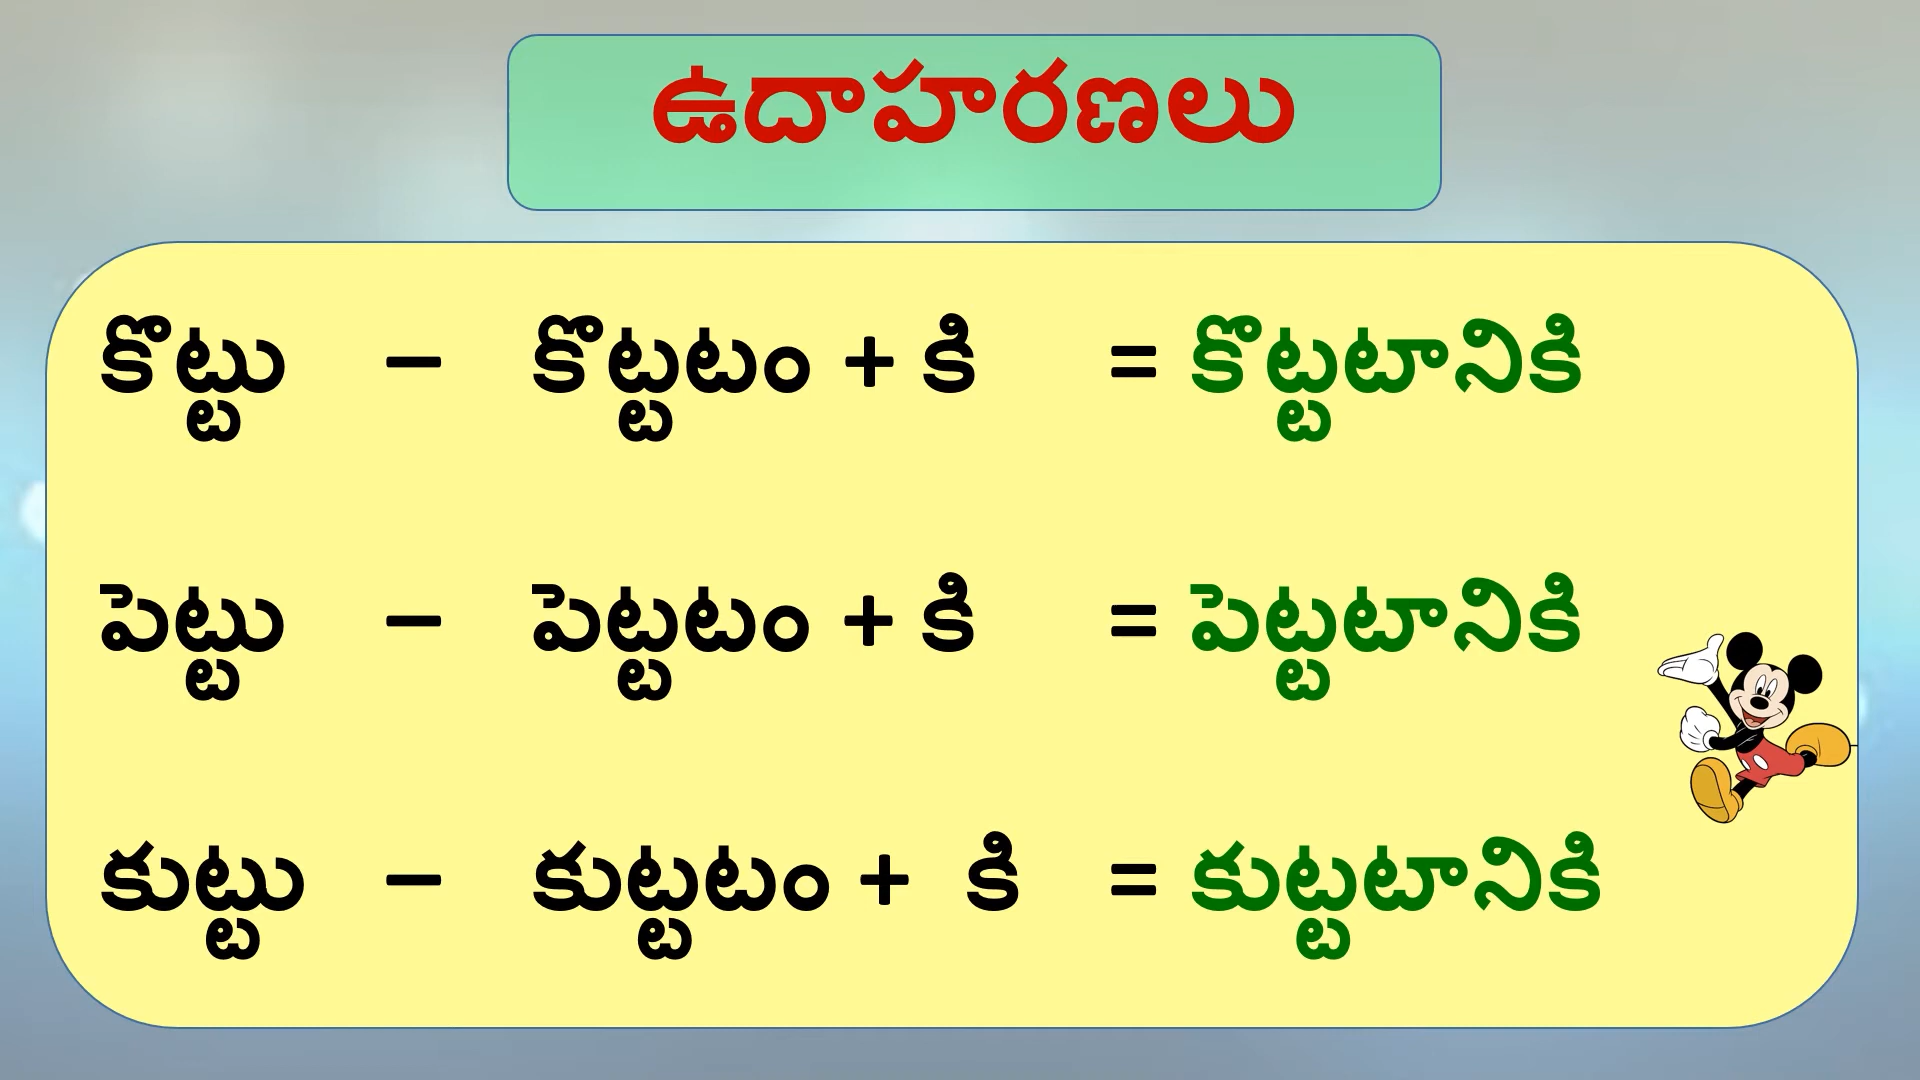 ఉదాహరణలు
కొట్టు – కొట్టటం + కి = కొట్టటానికి
పెట్టు – పెట్టటం + కి = పెట్టటానికి
కుట్టు – కుట్టటం + కి = కుట్టటానికి